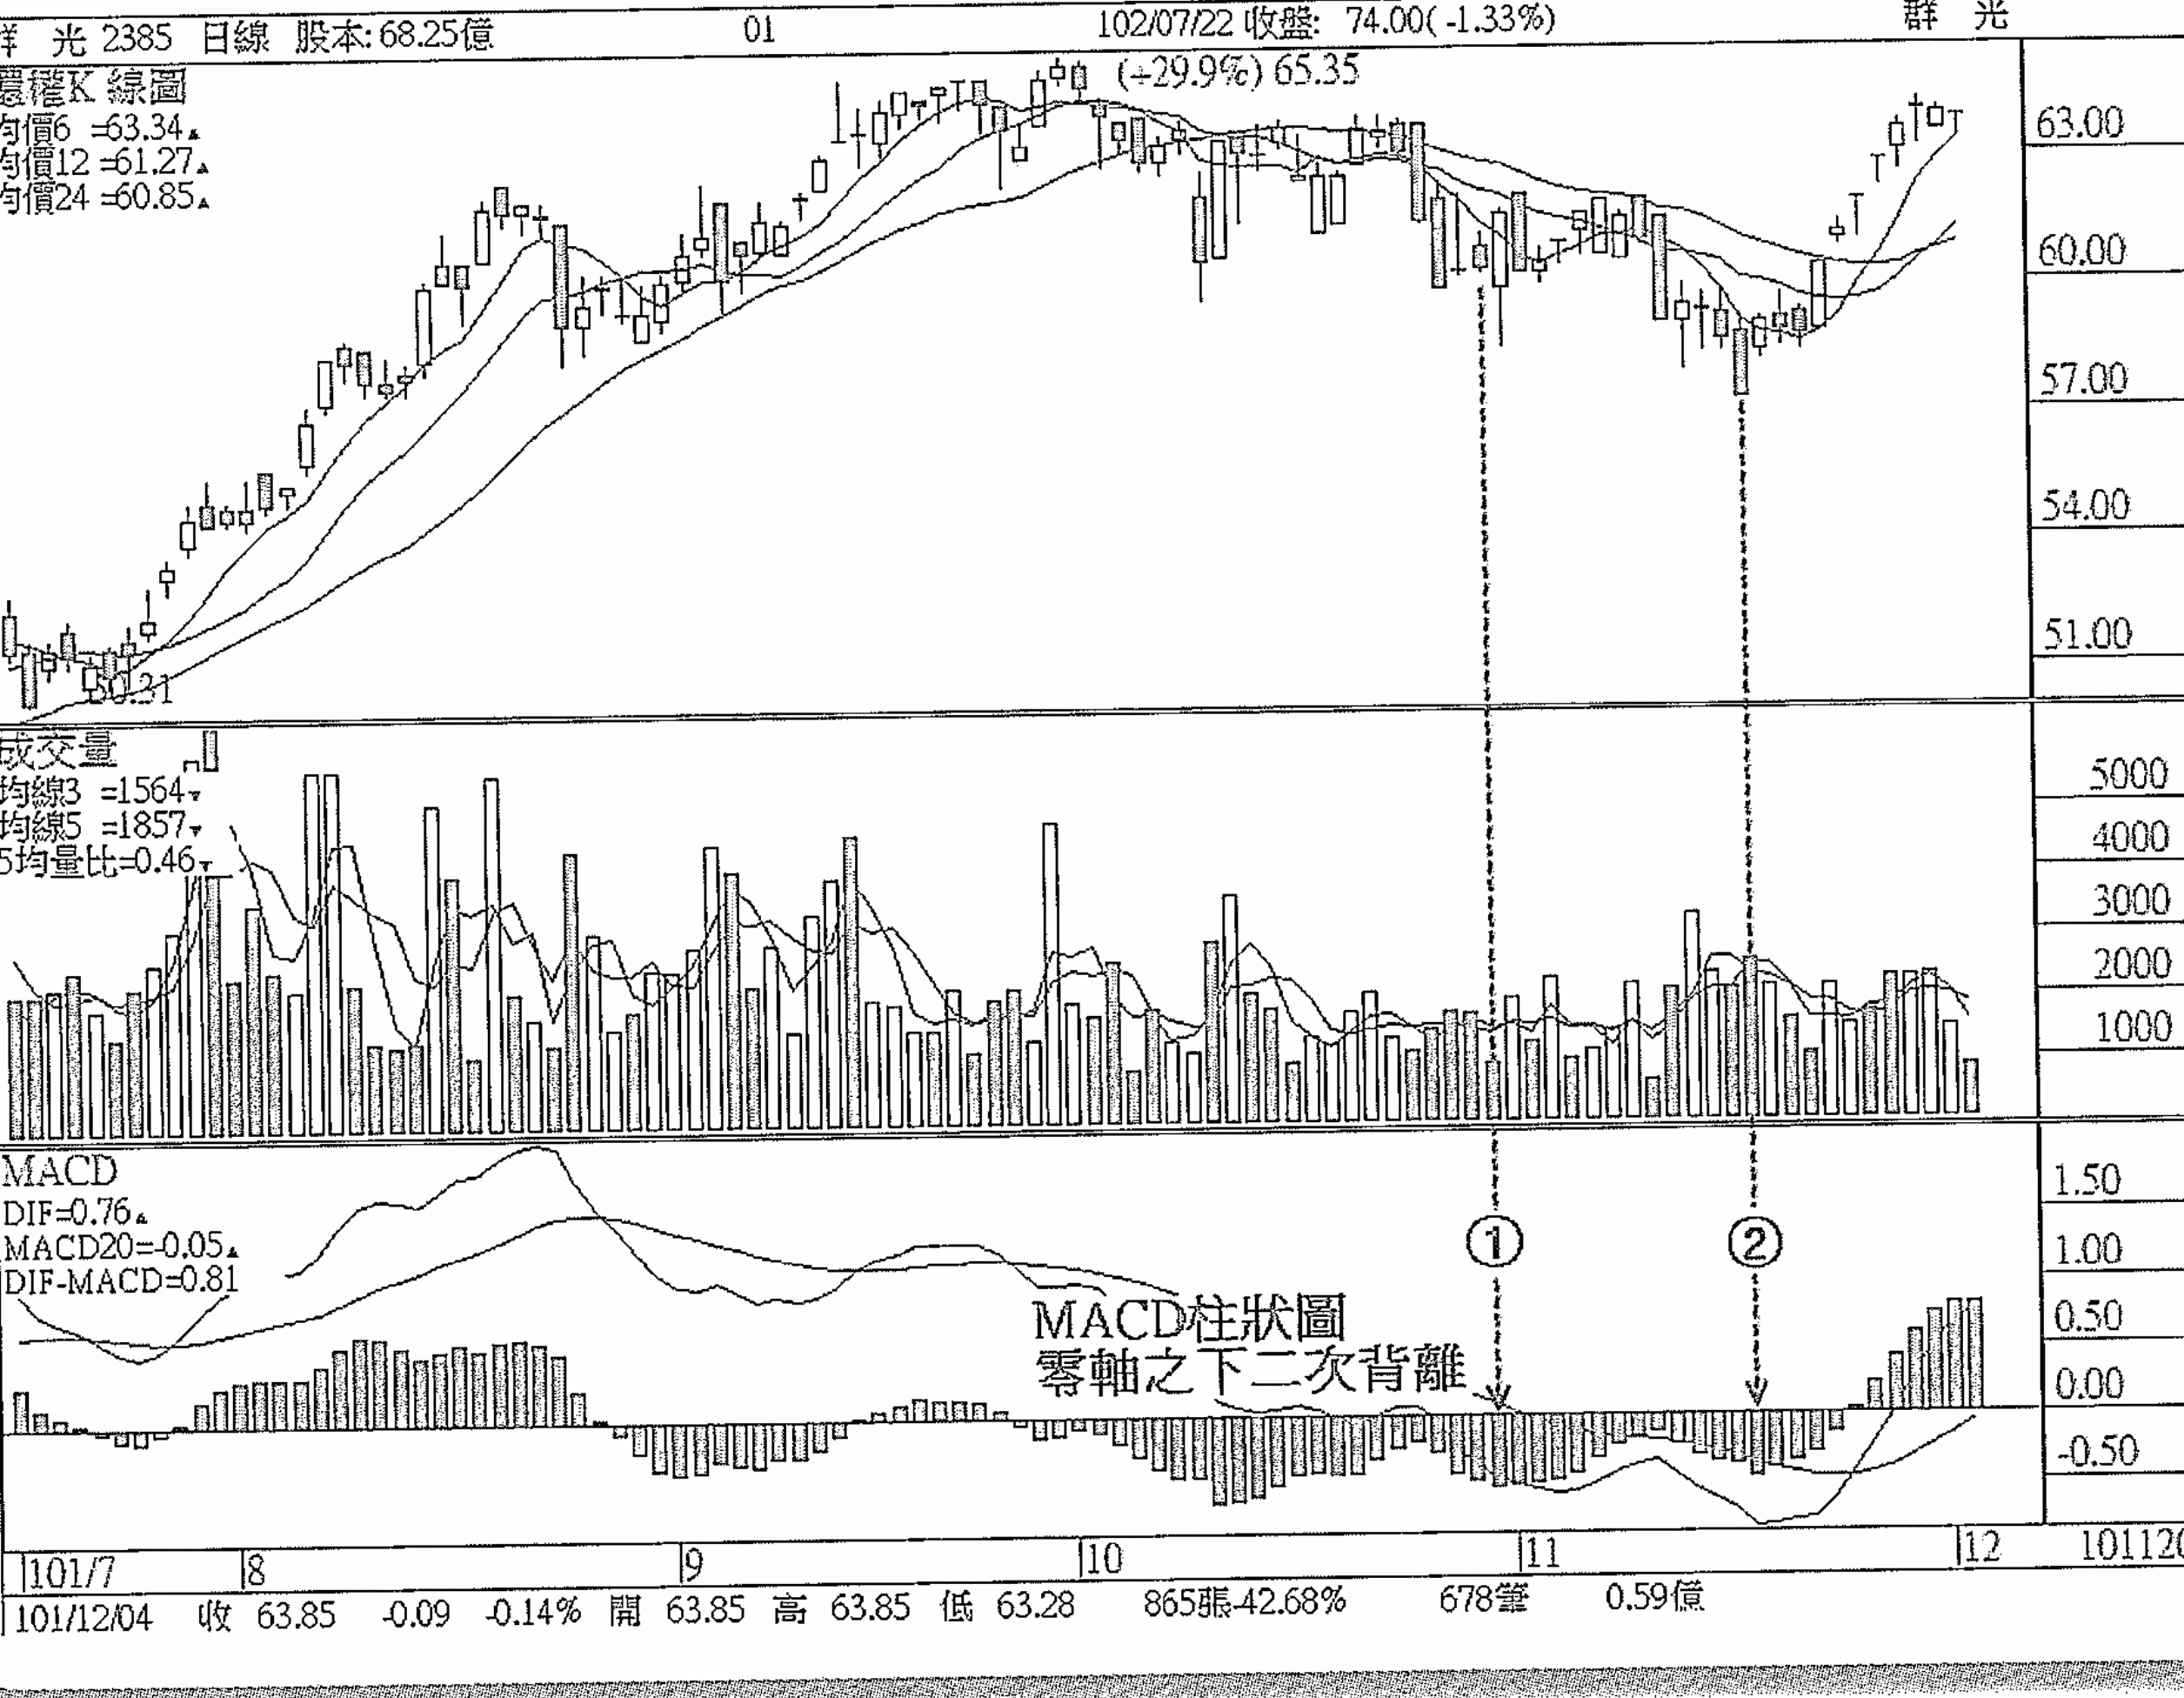 群 光 2385 日線 股本:68.25億 01 102/07/22 收盤: 74.00(-1.33%) 群 光
還權K 線圖 (+29.9%) 65.35
均價6 =63.34▲
均價12 =61.27▲
均價24 =60.85▲
63.00
60.00
57.00
54.00
51.00
50.31
成交量
均線3 =1564▼
均線5 =1857▼
5均量比=0.46▼
5000
4000
3000
2000
1000
MACD
DIF=0.76▲
MACD20=-0.05▲
DIF-MACD=0.81
① ②
MACD柱狀圖
零軸之下二次背離
1.50
1.00
0.50
0.00
-0.50
101/7 8 9 10 11 12 101120
101/12/04 收 63.85 -0.09 -0.14% 開 63.85 高 63.85 低 63.28 865張-42.68% 678筆 0.59億